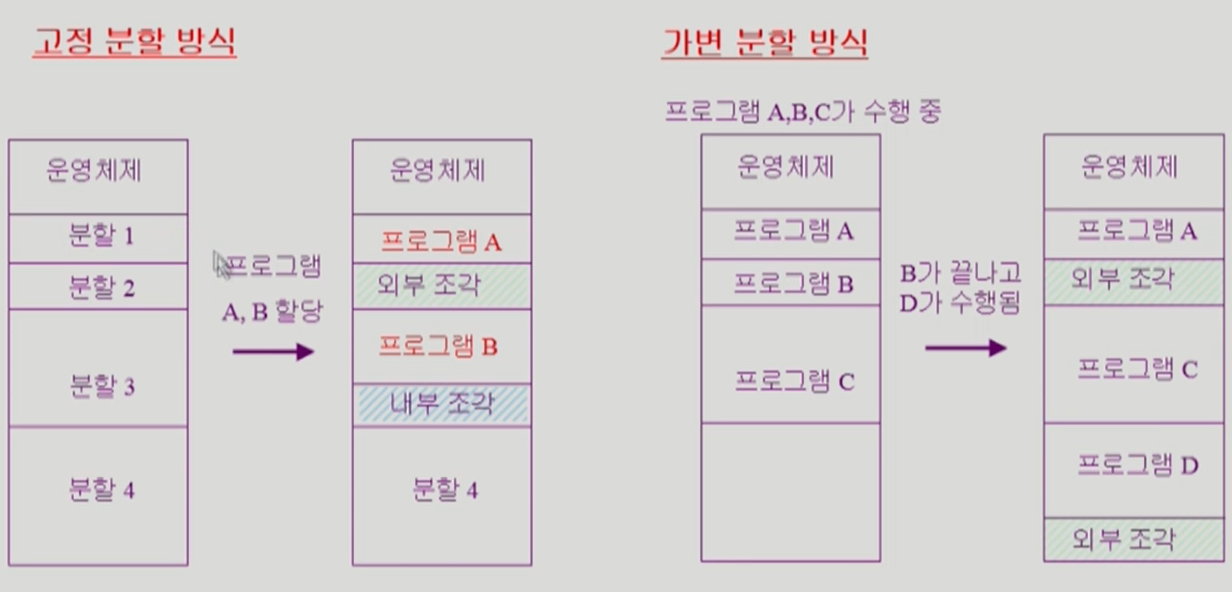 고정 분할 방식
운영체제
분할 1
분할 2
분할 3
분할 4
프로그램
A, B 할당
운영체제
프로그램 A
외부 조각
프로그램 B
내부 조각
분할 4
가변 분할 방식
프로그램 A,B,C가 수행 중
운영체제
프로그램 A
프로그램 B
프로그램 C
B가 끝나고
D가 수행됨
운영체제
프로그램 A
외부 조각
프로그램 C
프로그램 D
외부 조각